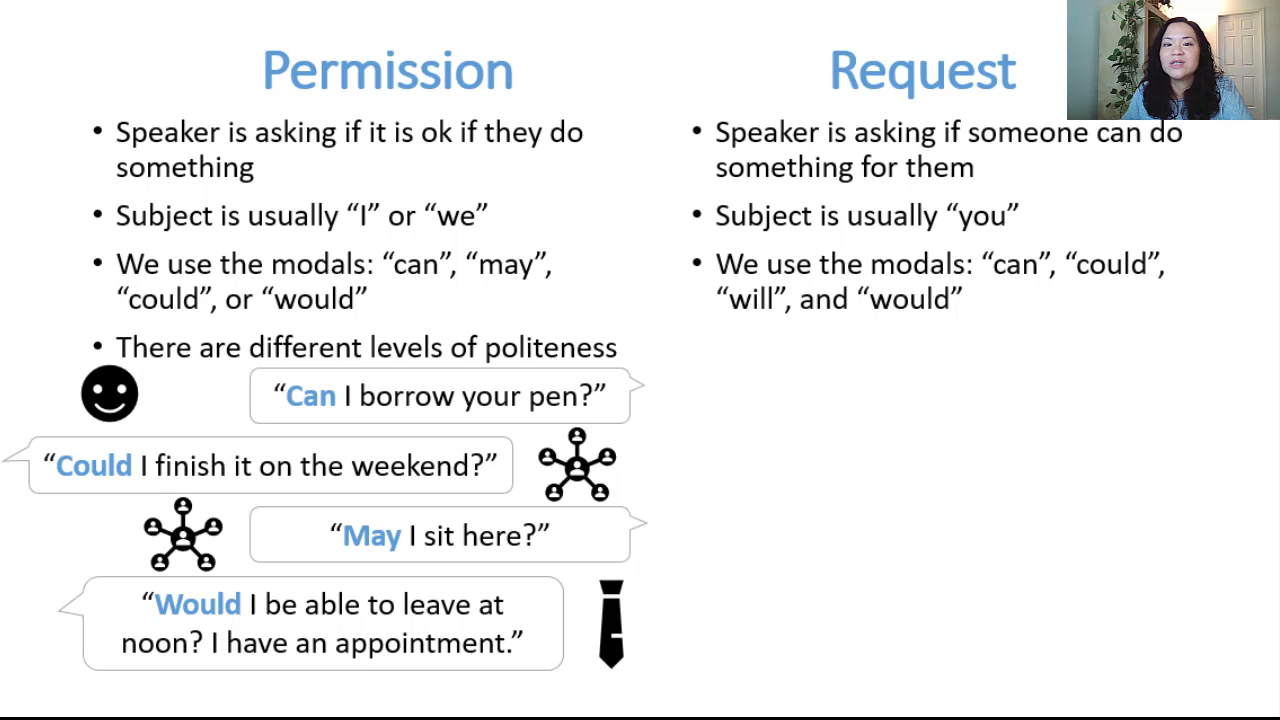 Permission
• Speaker is asking if it is ok if they do
something
• Subject is usually “I” or “we”
• We use the modals: “can”, “may”,
“could”, or “would”
• There are different levels of politeness
“Can I borrow your pen?”
“Could I finish it on the weekend?”
“May I sit here?”
“Would I be able to leave at
noon? I have an appointment.”
Request
• Speaker is asking if someone can do
something for them
• Subject is usually “you”
• We use the modals: “can”, “could”,
“will”, and “would”